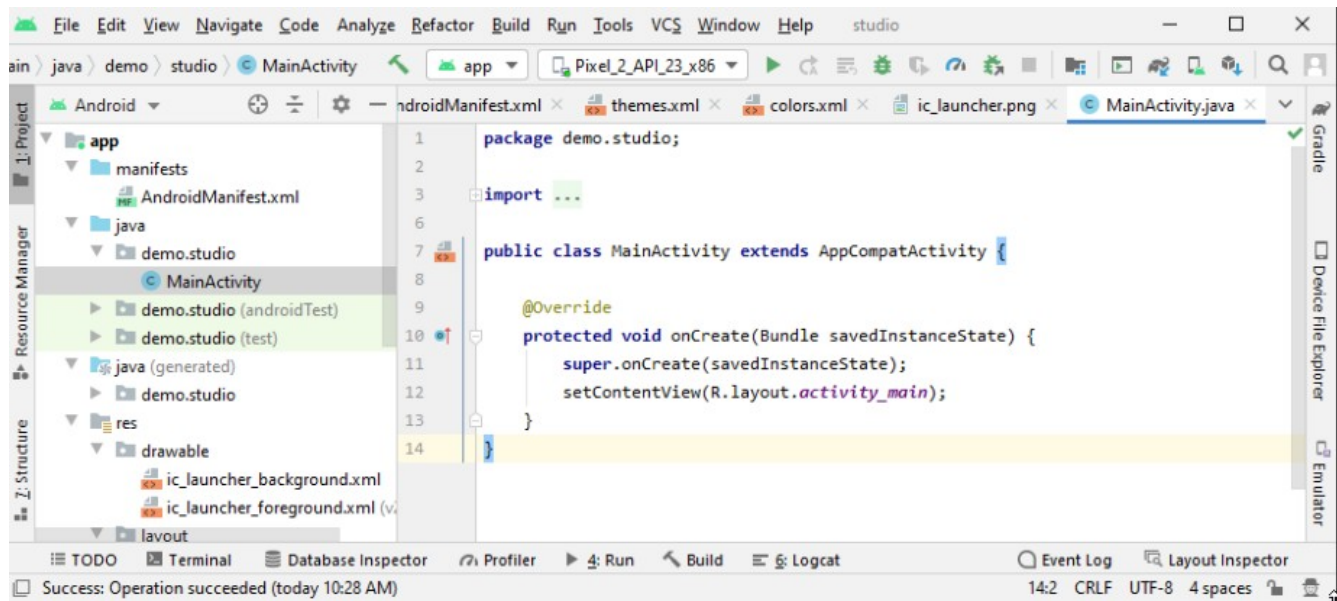 File Edit View Navigate Code Analyze Refactor Build Run Tools VCS Window Help studio
ain java demo studio MainActivity app Pixel_2_API_23_x86
1: Project
Resource Manager
Z: Structure
Android
app
manifests
AndroidManifest.xml
java
demo.studio
MainActivity
demo.studio (androidTest)
demo.studio (test)
java (generated)
demo.studio
res
drawable
ic_launcher_background.xml
ic_launcher_foreground.xml (v
layout
ndroidManifest.xml themes.xml colors.xml ic_launcher.png MainActivity.java
1 package demo.studio;
2
3 import ...
6
7 public class MainActivity extends AppCompatActivity {
8
9 @Override
10 protected void onCreate(Bundle savedInstanceState) {
11 super.onCreate(savedInstanceState);
12 setContentView(R.layout.activity_main);
13 }
14 }
Gradle
Device File Explorer
Emulator
TODO Terminal Database Inspector Profiler 4: Run Build 6: Logcat Event Log Layout Inspector
Success: Operation succeeded (today 10:28 AM) 14:2 CRLF UTF-8 4 spaces